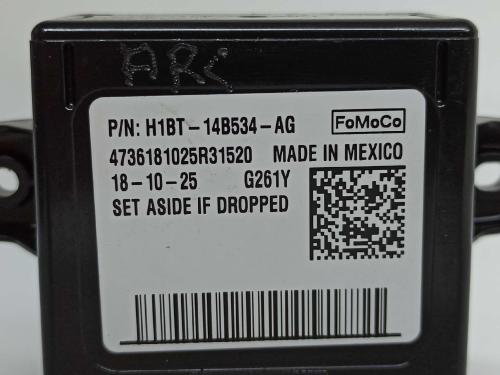 ARC
P/N: H1BT-14B534-AG FoMoCo
4736181025R31520 MADE IN MEXICO
18-10-25 G261Y
SET ASIDE IF DROPPED